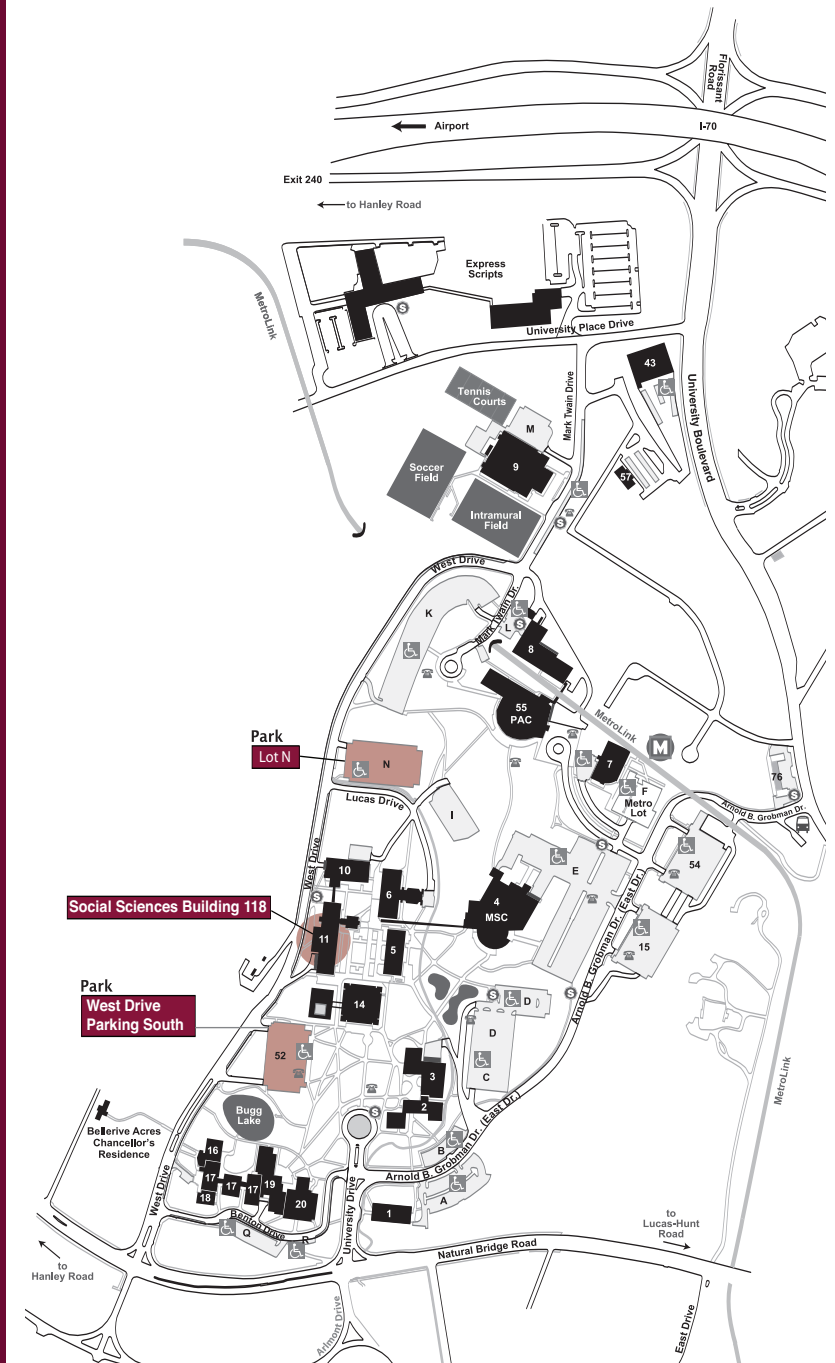 Florissant
Road
Airport
I-70
Exit 240
to Hanley Road
MetroLink
Express
Scripts
S
University Place Drive
43
Tennis
Courts
Mark Twain Drive
University Boulevard
M
9
Soccer
Field
57
Intramural
Field
S
West Drive
K
Mark Twain Dr.
L
S
8
55
PAC
MetroLink
M
Park
Lot N
N
7
F
Metro
Lot
76
Arnold B. Grobman Dr.
S
Lucas Drive
I
West Drive
10
S
6
E
S
54
Social Sciences Building 118
11
4
MSC
5
15
Arnold B. Grobman Dr. (East Dr.)
Park
West Drive
Parking South
14
S
D
S
D
C
52
3
2
S
MetroLink
Bugg
Lake
Bellerive Acres
Chancellor's
Residence
B
Arnold B. Grobman Dr. (East Dr.)
16
17
17
17
18
19
20
A
1
West Drive
Benton Drive
Q
R
University Drive
to
Lucas-Hunt
Road
Natural Bridge Road
to
Hanley Road
Arlmont Drive
East Drive